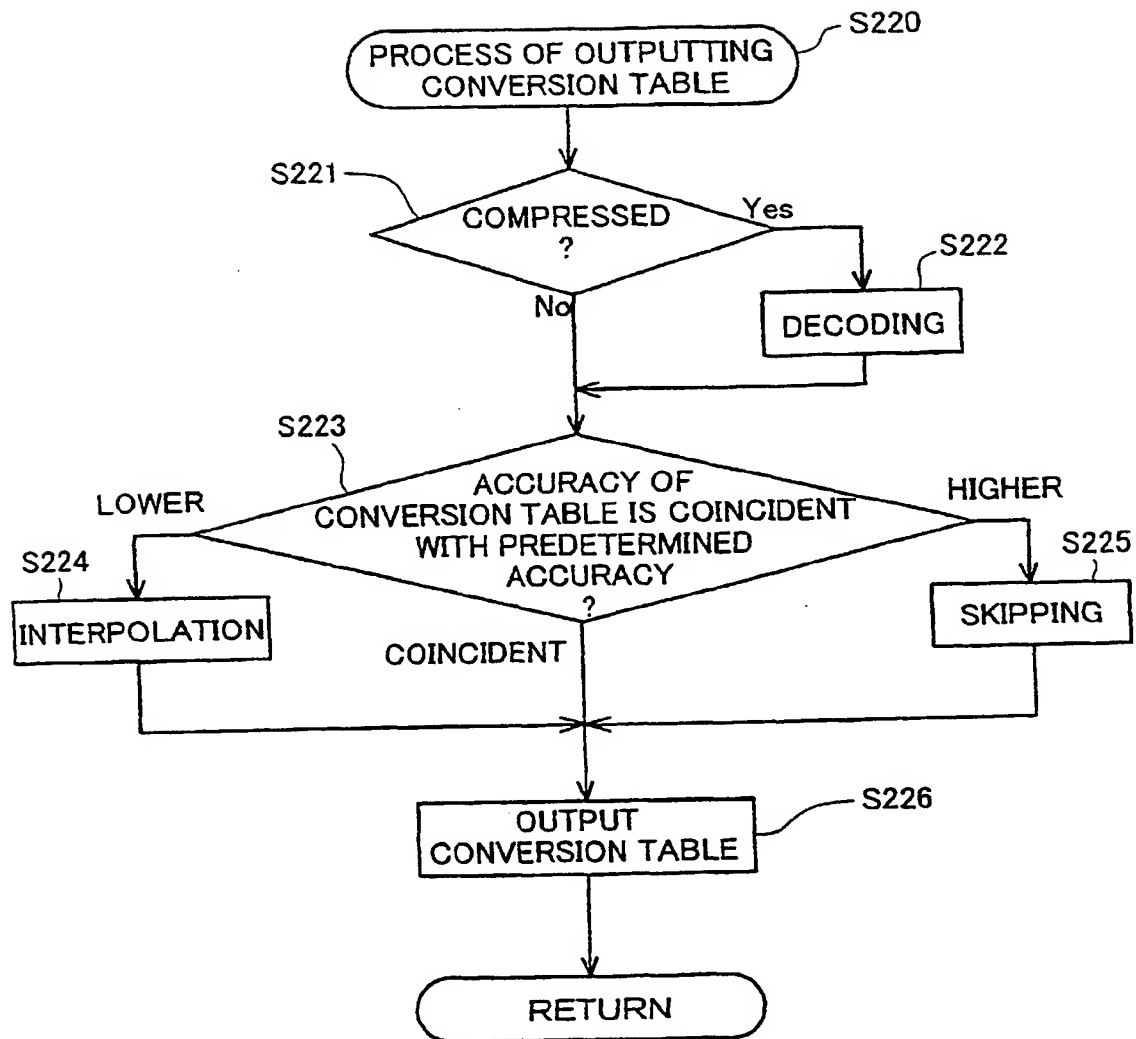 S220
PROCESS OF OUTPUTTING
CONVERSION TABLE
S221
COMPRESSED
?
Yes
No
S222
DECODING
S223
LOWER
ACCURACY OF
CONVERSION TABLE IS COINCIDENT
WITH PREDETERMINED
ACCURACY
?
HIGHER
S224
INTERPOLATION
COINCIDENT
S225
SKIPPING
S226
OUTPUT
CONVERSION TABLE
RETURN